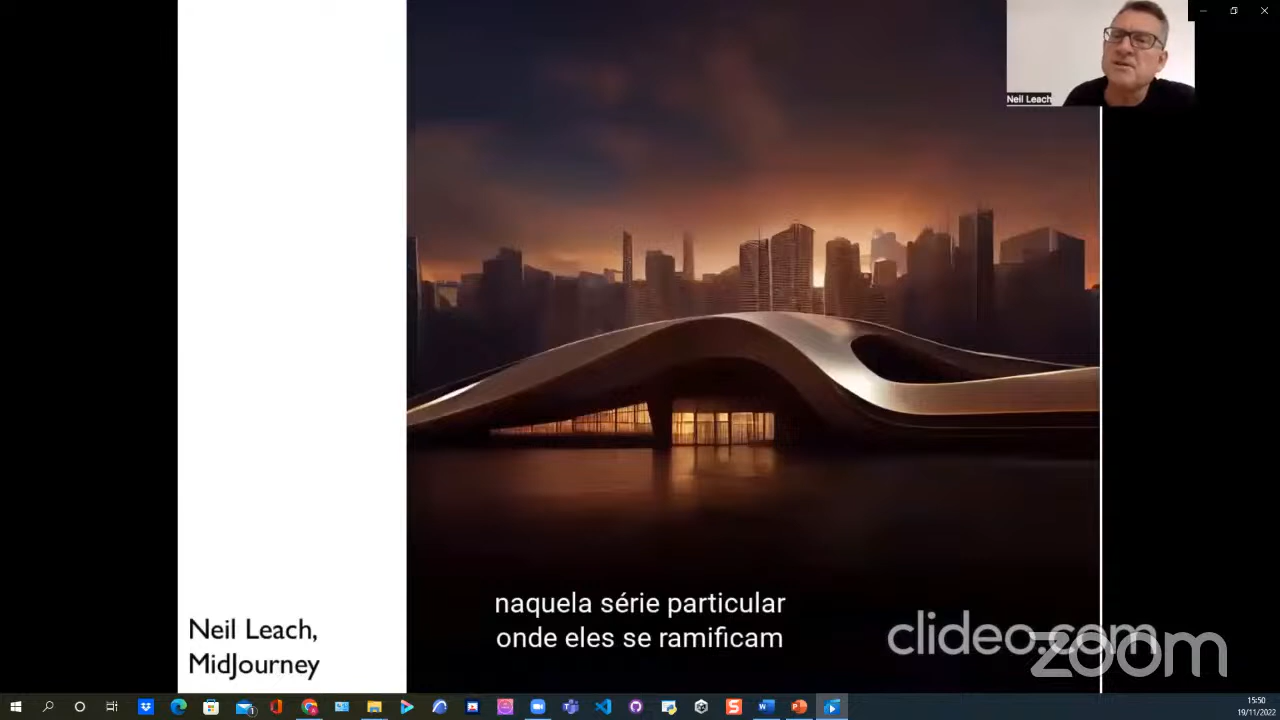 Neil Leach
Neil Leach,
MidJourney
naquela série particular
onde eles se ramificam
clideo.com
zoom
15:50
19/11/2022